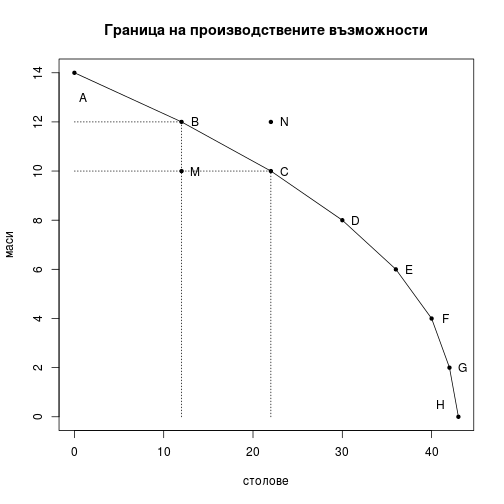 Граница на производствените възможности
14
A
12
B
N
10
M
C
маси
8
D
6
E
4
F
2
G
H
0
0 10 20 30 40
столове